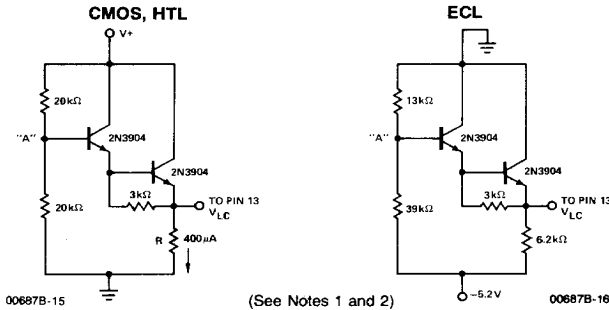 CMOS, HTL
V+
20kΩ
"A"
2N3904
2N3904
3kΩ
TO PIN 13
VLC
20kΩ
R
400μA
00687B-15
ECL
13kΩ
"A"
2N3904
2N3904
3kΩ
TO PIN 13
VLC
39kΩ
6.2kΩ
-5.2V
(See Notes 1 and 2)
00687B-16